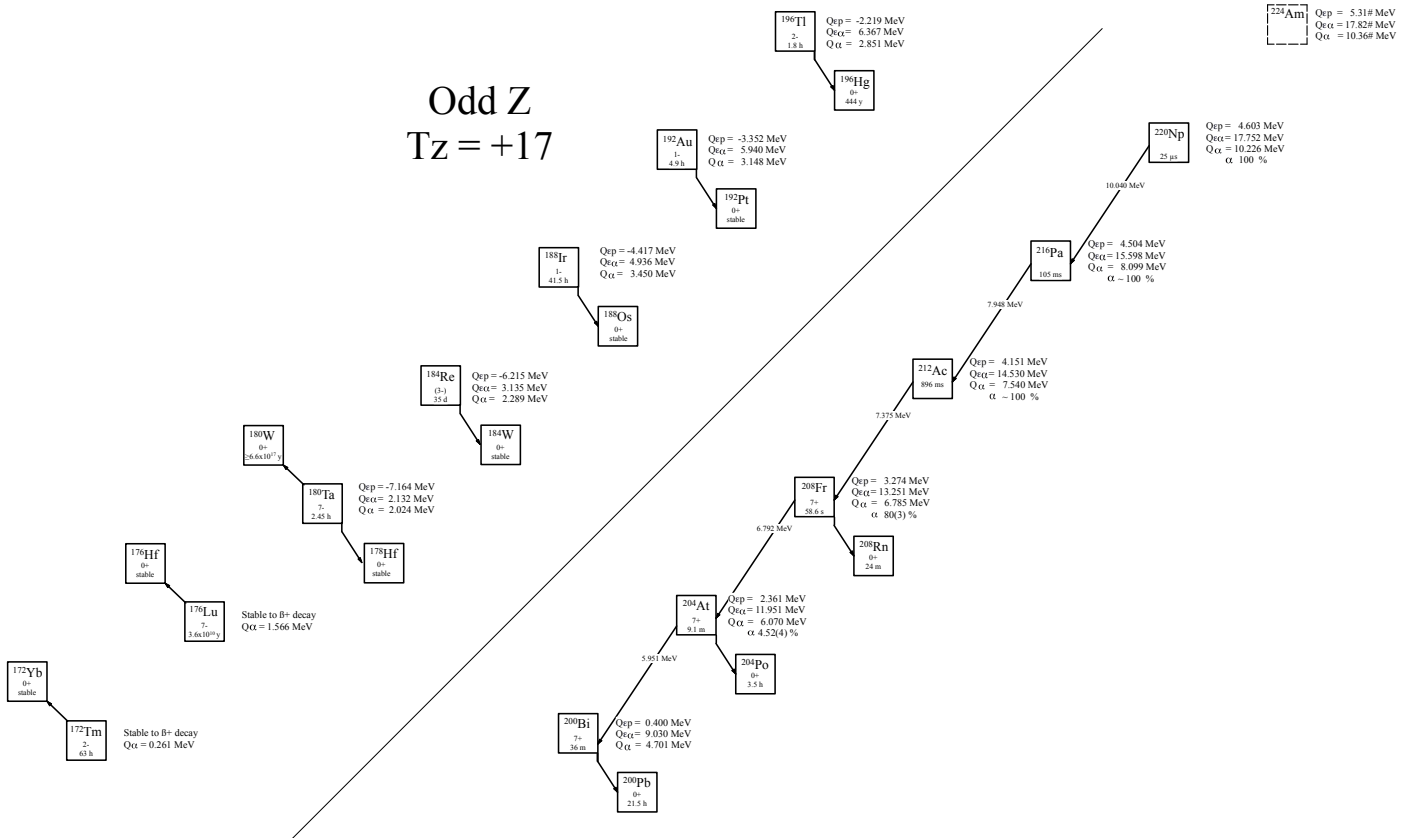 Odd Z
Tz = +17
¹⁹⁶Tl
2-
1.8 h
Qεp = -2.219 MeV
Qεα= 6.367 MeV
Qα = 2.851 MeV
¹⁹⁶Hg
0+
444 y
¹⁹²Au
1-
4.9 h
Qεp = -3.352 MeV
Qεα= 5.940 MeV
Qα = 3.148 MeV
¹⁹²Pt
0+
stable
¹⁸⁸Ir
1-
41.5 h
Qεp = -4.417 MeV
Qεα= 4.936 MeV
Qα = 3.450 MeV
¹⁸⁸Os
0+
stable
¹⁸⁴Re
(3-)
35 d
Qεp = -6.215 MeV
Qεα= 3.135 MeV
Qα = 2.289 MeV
¹⁸⁴W
0+
stable
¹⁸⁰W
0+
≥6.6x10¹⁷ y
¹⁸⁰Ta
7-
2.45 h
Qεp = -7.164 MeV
Qεα= 2.132 MeV
Qα = 2.024 MeV
¹⁷⁸Hf
0+
stable
¹⁷⁶Hf
0+
stable
¹⁷⁶Lu
7-
3.6x10¹⁰ y
Stable to β+ decay
Qα = 1.566 MeV
¹⁷²Yb
0+
stable
¹⁷²Tm
2-
63 h
Stable to β+ decay
Qα = 0.261 MeV
²²⁴Am
Qεp = 5.31# MeV
Qεα = 17.82# MeV
Qα = 10.36# MeV
²²⁰Np
25 µs
Qεp = 4.603 MeV
Qεα = 17.752 MeV
Qα = 10.226 MeV
α 100 %
10.040 MeV
²¹⁶Pa
105 ms
Qεp = 4.504 MeV
Qεα = 15.598 MeV
Qα = 8.099 MeV
α ~ 100 %
7.948 MeV
²¹²Ac
896 ms
Qεp = 4.151 MeV
Qεα = 14.530 MeV
Qα = 7.540 MeV
α ~ 100 %
7.375 MeV
²⁰⁸Fr
7+
58.6 s
Qεp = 3.274 MeV
Qεα = 13.251 MeV
Qα = 6.785 MeV
α 80(3) %
6.792 MeV
²⁰⁸Rn
0+
24 m
²⁰⁴At
7+
9.1 m
Qεp = 2.361 MeV
Qεα = 11.951 MeV
Qα = 6.070 MeV
α 4.52(4) %
5.951 MeV
²⁰⁴Po
0+
3.5 h
²⁰⁰Bi
7+
36 m
Qεp = 0.400 MeV
Qεα = 9.030 MeV
Qα = 4.701 MeV
²⁰⁰Pb
0+
21.5 h